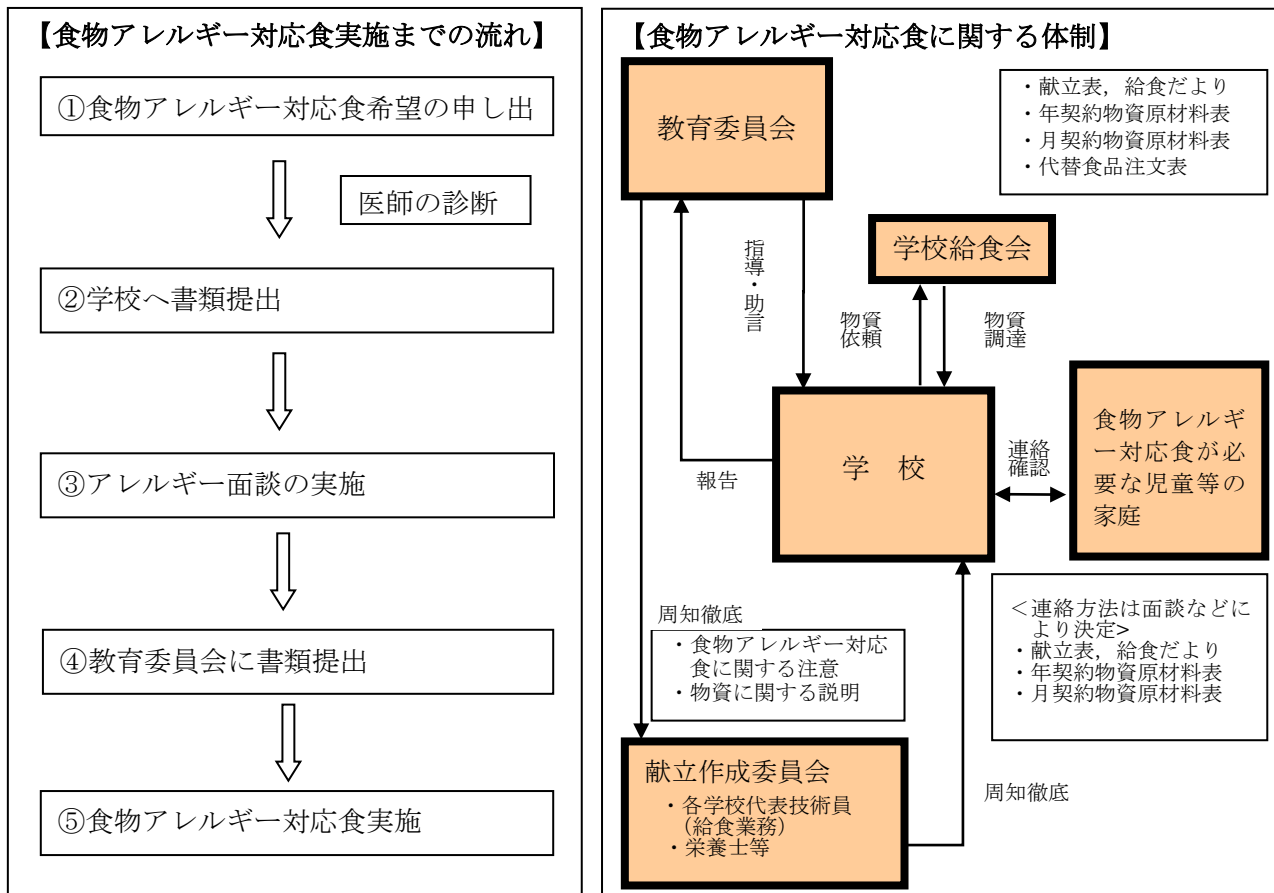 【食物アレルギー対応食実施までの流れ】
①食物アレルギー対応食希望の申し出
医師の診断
②学校へ書類提出
③アレルギー面談の実施
④教育委員会に書類提出
⑤食物アレルギー対応食実施
【食物アレルギー対応食に関する体制】
教育委員会
・献立表，給食だより
・年契約物資原材料表
・月契約物資原材料表
・代替食品注文表
学校給食会
指導・助言
物資
依頼
物資
調達
学　校
報告
連絡
確認
食物アレルギ
ー対応食が必
要な児童等の
家庭
周知徹底
・食物アレルギー対応
食に関する注意
・物資に関する説明
＜連絡方法は面談などに
より決定>
・献立表，給食だより
・年契約物資原材料表
・月契約物資原材料表
献立作成委員会
・各学校代表技術員
（給食業務）
・栄養士等
周知徹底